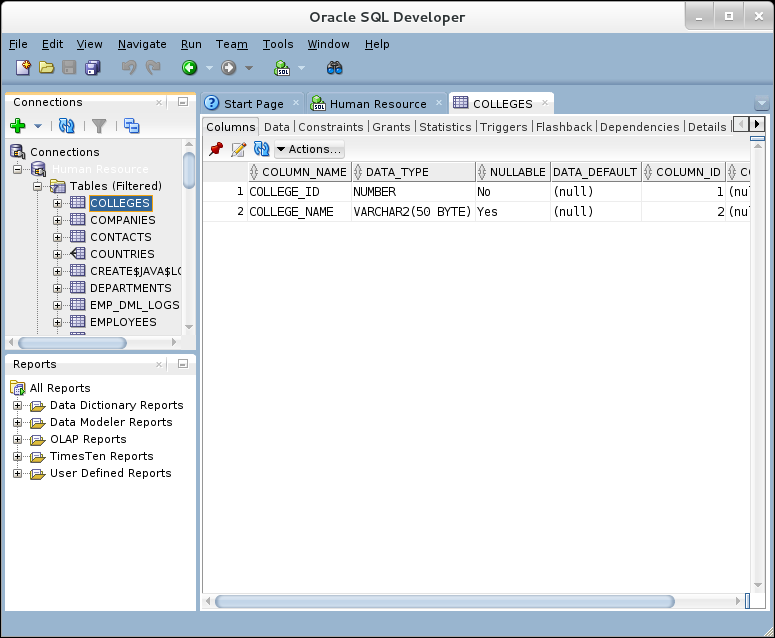 Oracle SQL Developer
File Edit View Navigate Run Team Tools Window Help
Connections
Connections
Human Resource
Tables (Filtered)
COLLEGES
COMPANIES
CONTACTS
COUNTRIES
CREATE$JAVA$LO
DEPARTMENTS
EMP_DML_LOGS
EMPLOYEES
Reports
All Reports
Data Dictionary Reports
Data Modeler Reports
OLAP Reports
TimesTen Reports
User Defined Reports
Start Page Human Resource COLLEGES
Columns Data Constraints Grants Statistics Triggers Flashback Dependencies Details
Actions...
COLUMN_NAME DATA_TYPE NULLABLE DATA_DEFAULT COLUMN_ID
1 COLLEGE_ID NUMBER No (null) 1 (nu
2 COLLEGE_NAME VARCHAR2(50 BYTE) Yes (null) 2 (nu